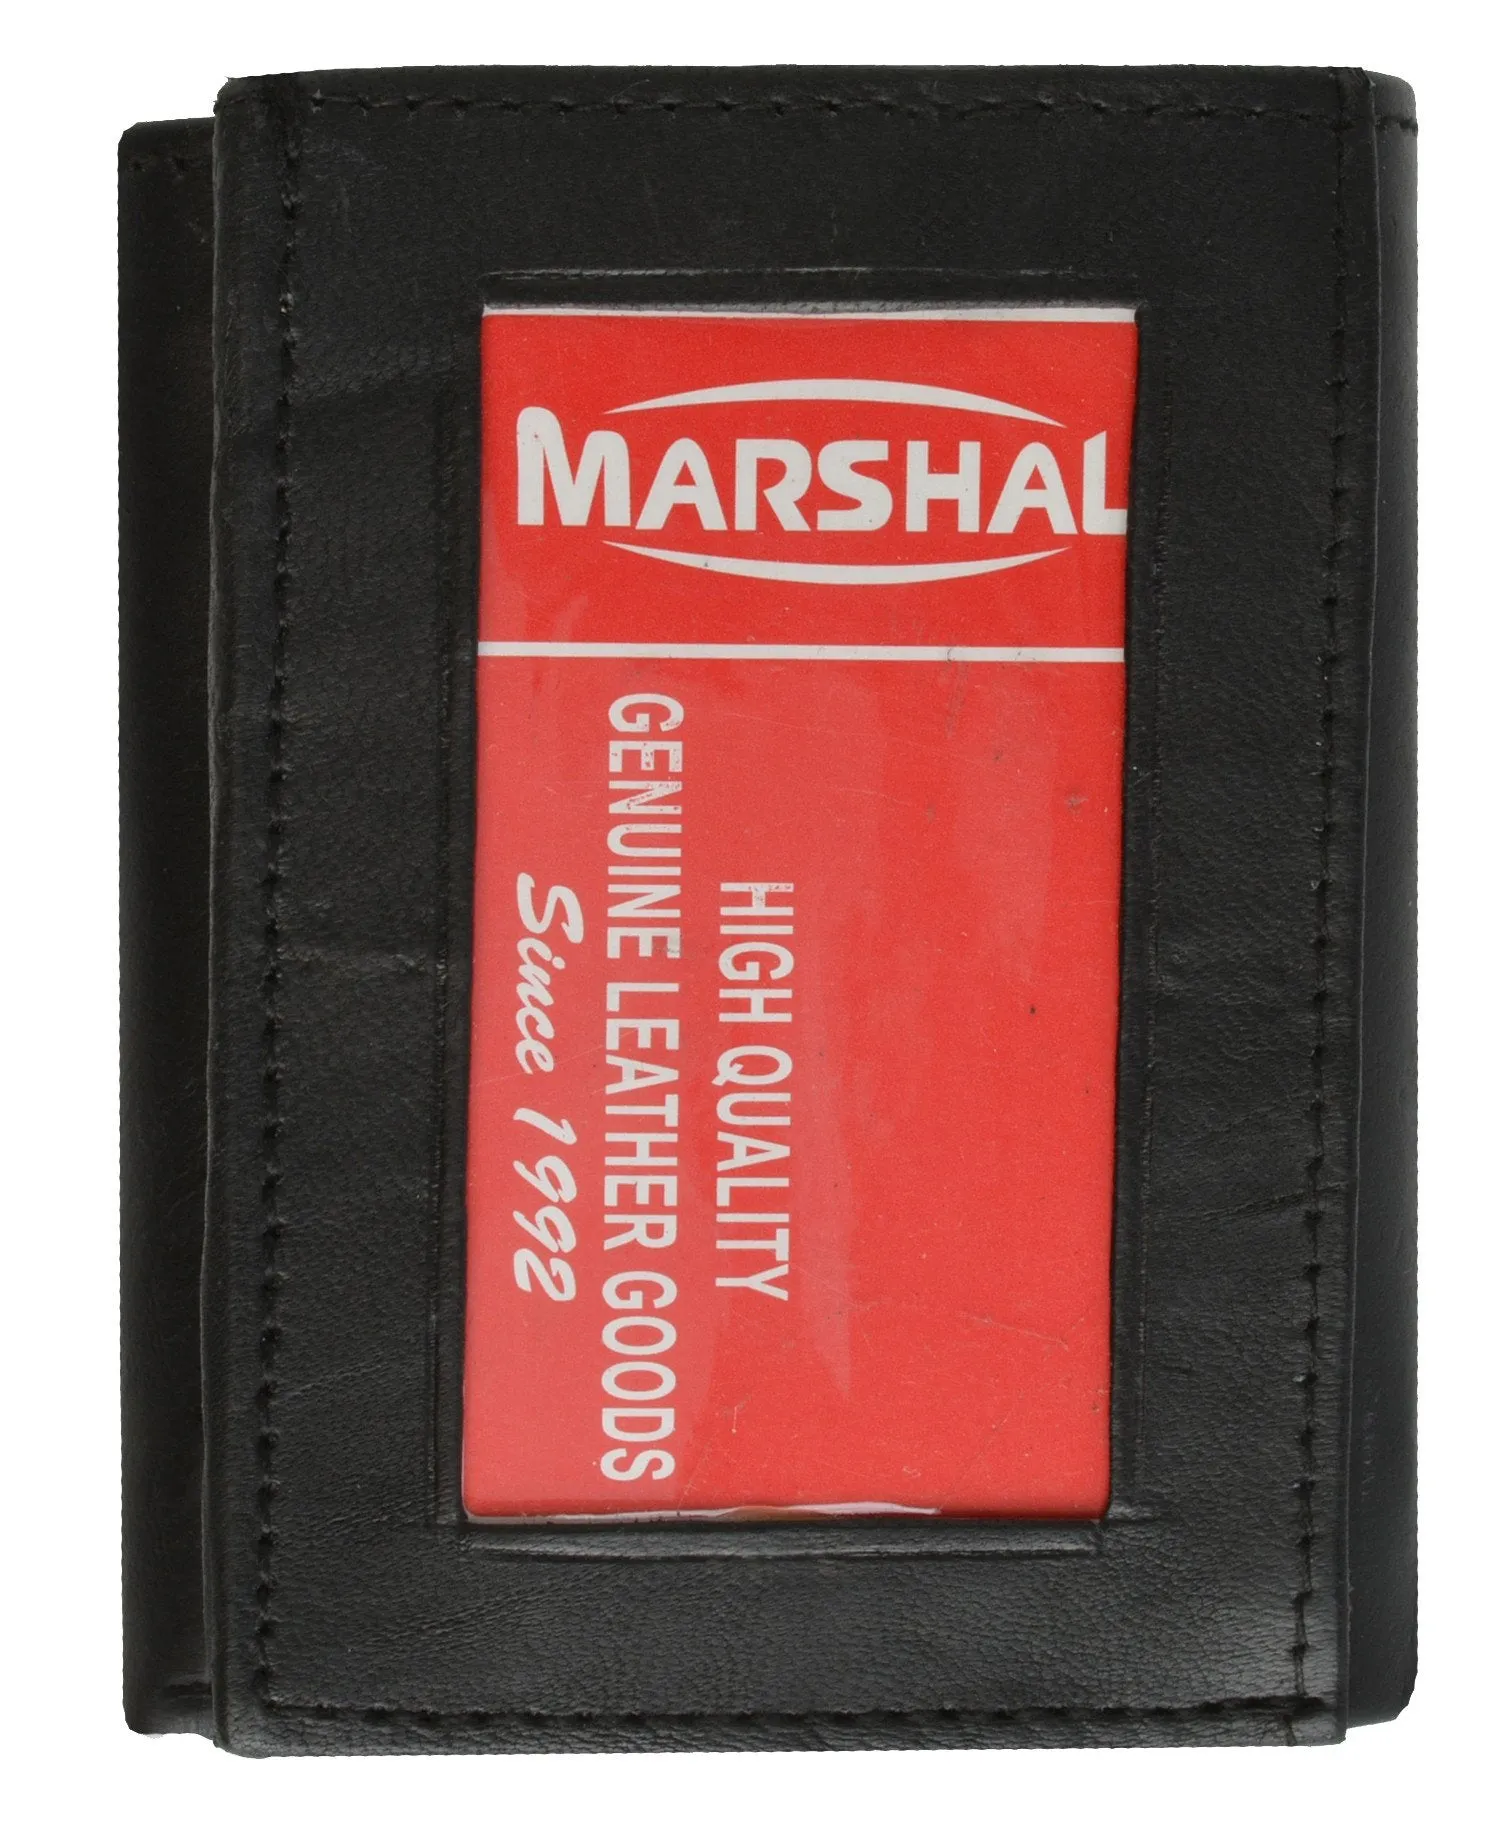 MARSHAL
HIGH QUALITY
GENUINE LEATHER GOODS
Since 1992